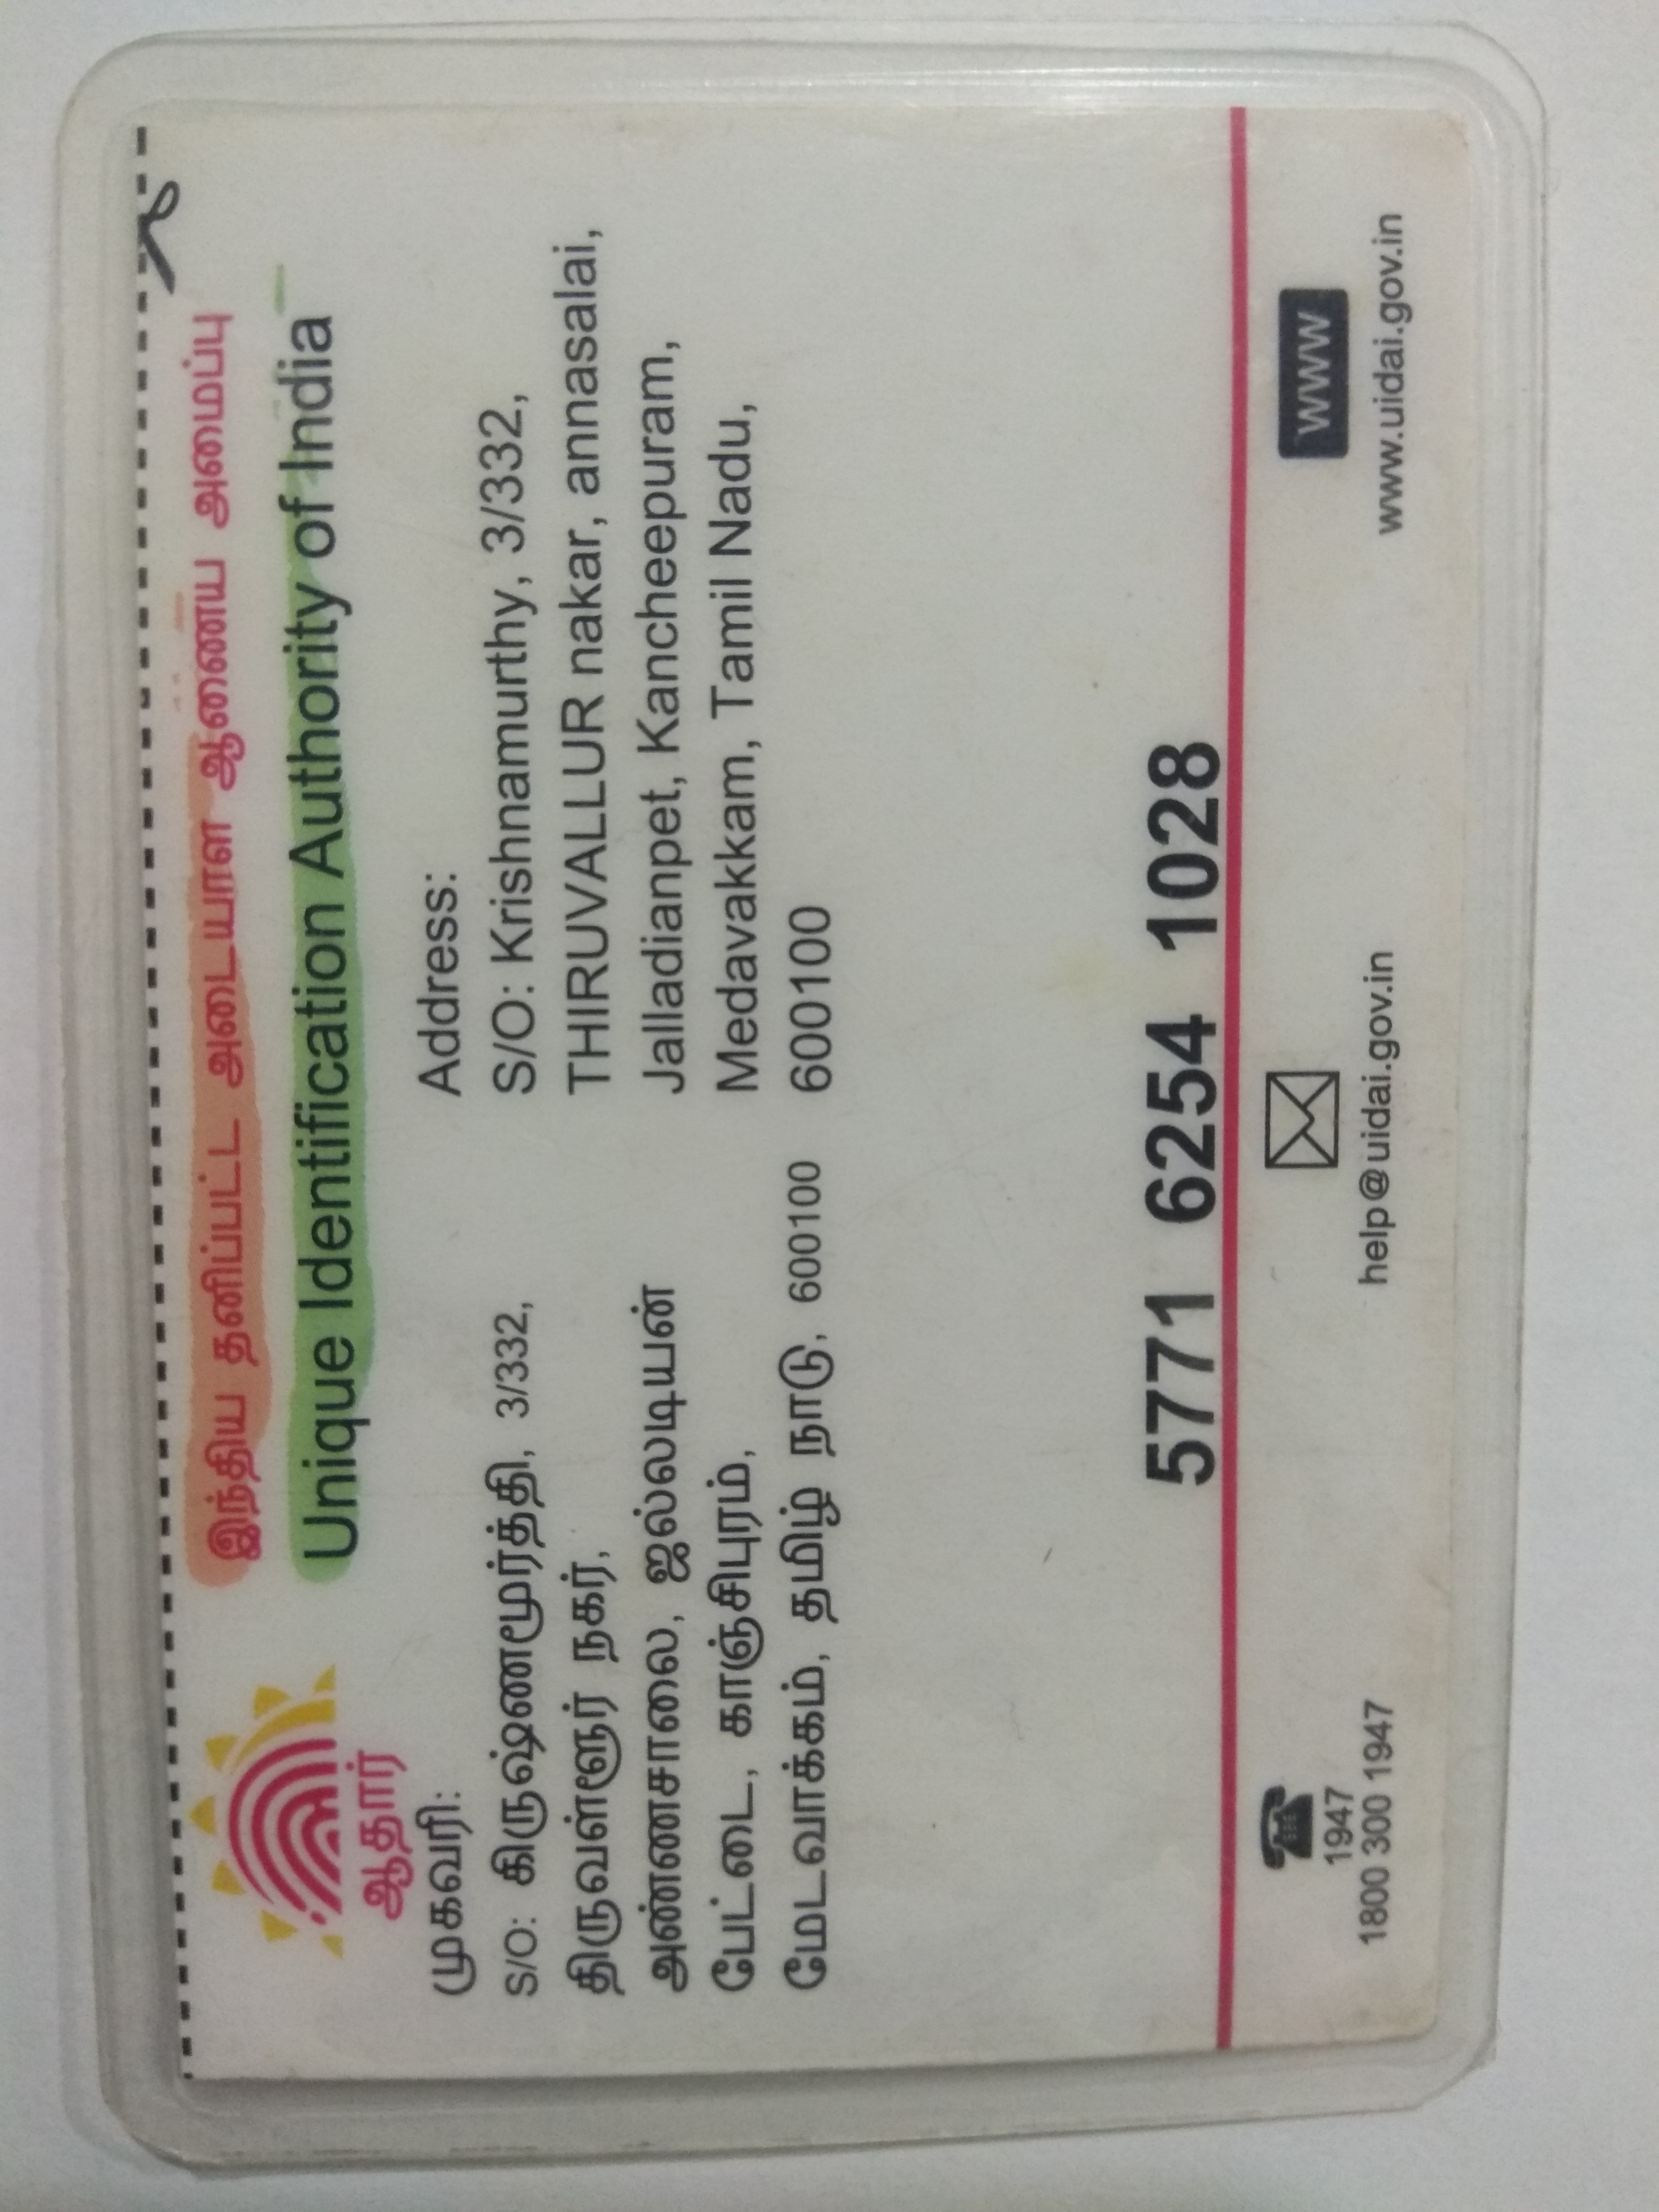 இந்திய தனிப்பட்ட அடையாள ஆணைய அமைப்பு
Unique Identification Authority of India
ஆதார்
முகவரி:
S/O: கிருஷ்ணமூர்த்தி, 3/332,
திருவள்ளூர் நகர்,
அண்ணசாலை, ஜல்லடியன்
பேட்டை, காஞ்சிபுரம்,
மேடவாக்கம், தமிழ் நாடு, 600100
Address:
S/O: Krishnamurthy, 3/332,
THIRUVALLUR nakar, annasalai,
Jalladianpet, Kancheepuram,
Medavakkam, Tamil Nadu,
600100
5771 6254 1028
1947
1800 300 1947
help@uidai.gov.in
WWW
www.uidai.gov.in